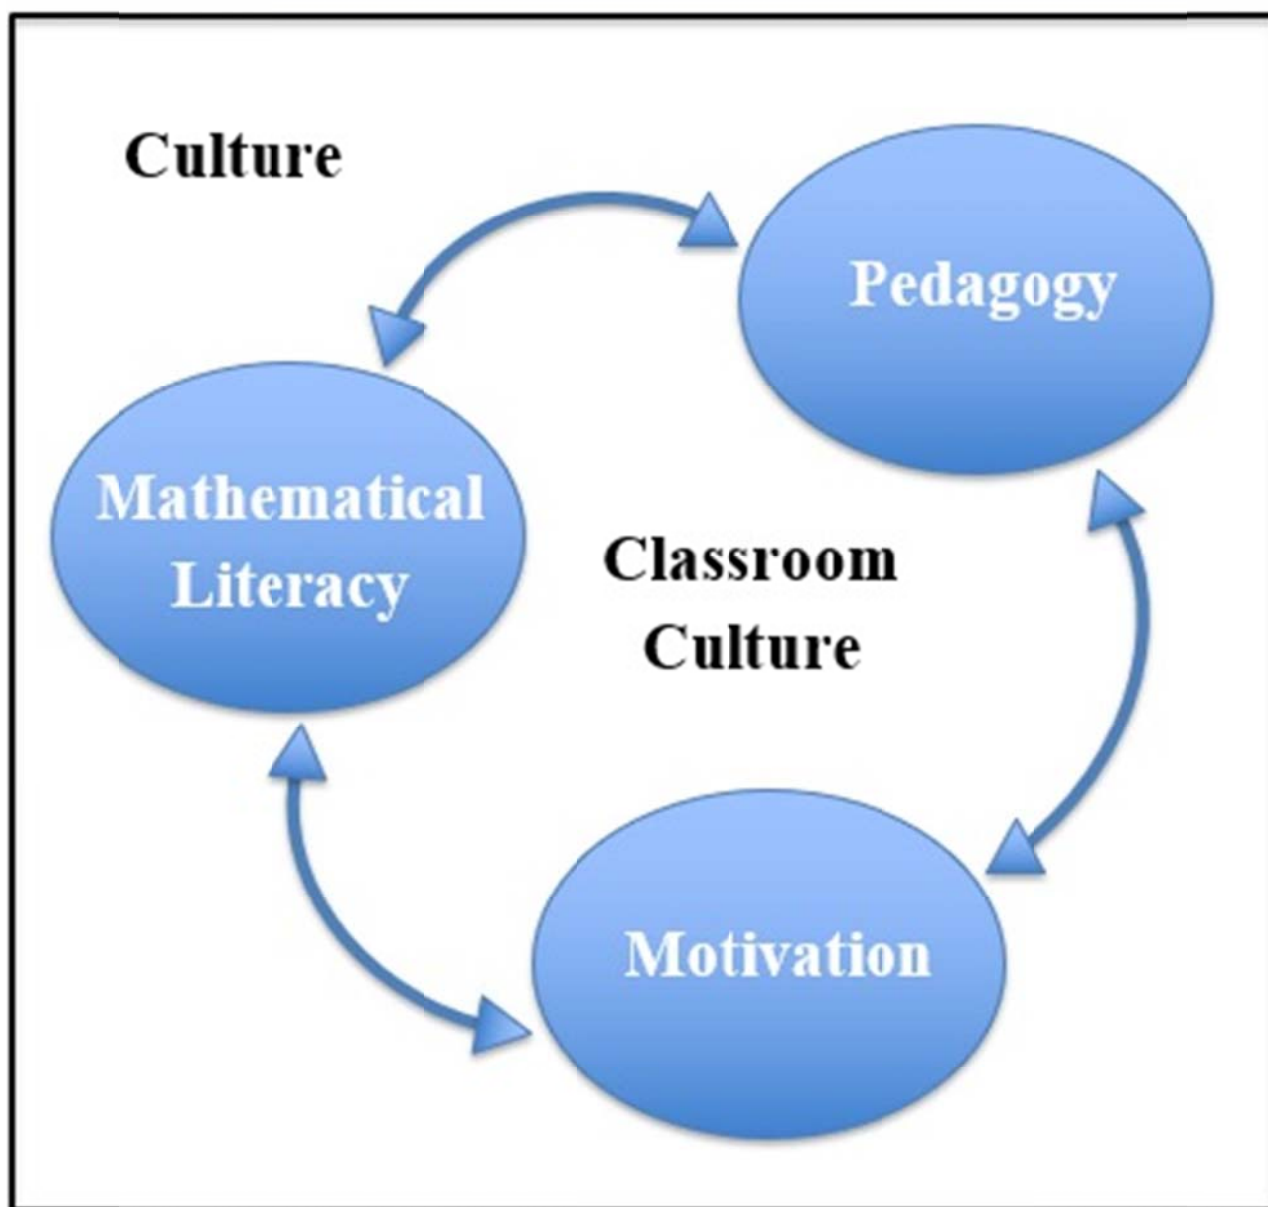 Culture
Pedagogy
Mathematical
Literacy
Classroom
Culture
Motivation